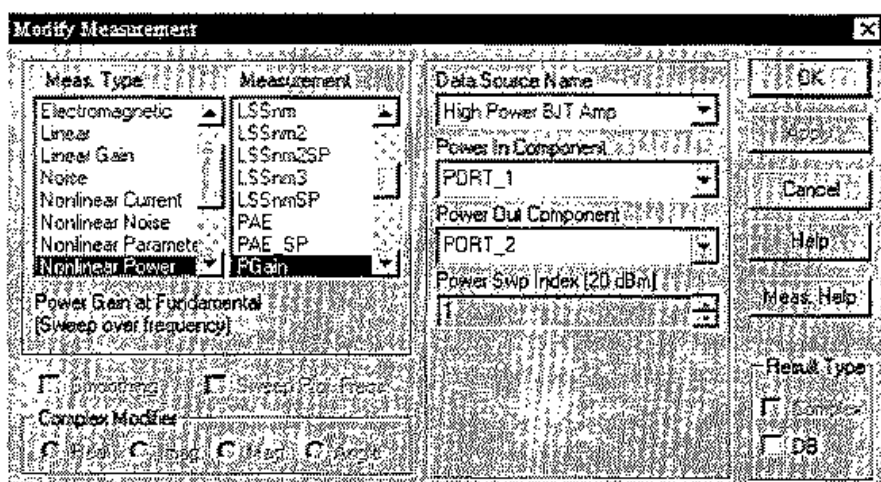 Modify Measurement
Meas. Type
Measurement
Electromagnetic
Linear
Linear Gain
Noise
Nonlinear Current
Nonlinear Noise
Nonlinear Paramete
Nonlinear Power
LSSnm
LSSnm2
LSSnm2SP
LSSnm3
LSSnmSP
PAE
PAE_SP
PGain
Power Gain at Fundamental
(Sweep over frequency)
Smoothing
Complex Modifier
Real
Imag
Mag
Angle
Data Source Name
High Power BJT Amp
Power In Component
PORT_1
Power Out Component
PORT_2
Power Swp Index [20 dBm]
1
OK
Apply
Cancel
Help
Meas. Help
Result Type
Complex
DB